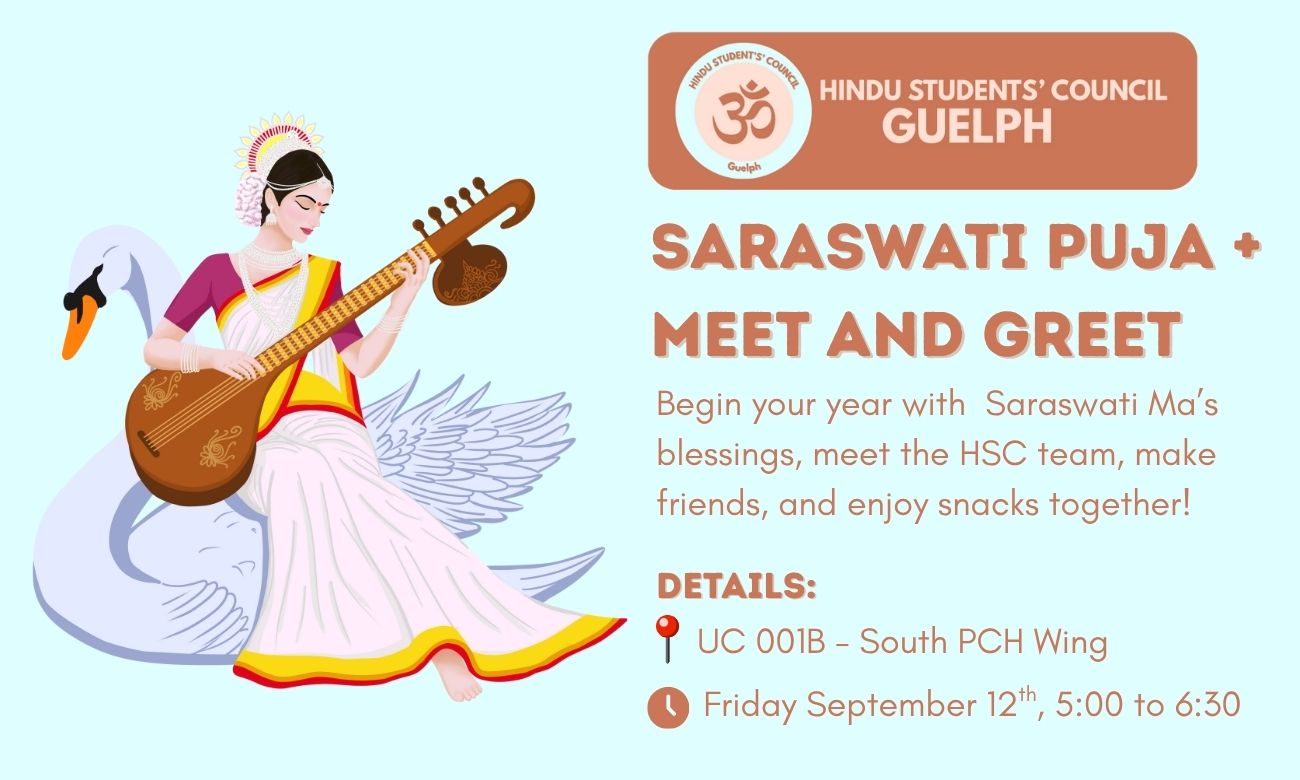 HINDU STUDENT'S' COUNCIL
ॐ
Guelph
HINDU STUDENTS' COUNCIL
GUELPH
SARASWATI PUJA +
MEET AND GREET
Begin your year with Saraswati Ma's
blessings, meet the HSC team, make
friends, and enjoy snacks together!
DETAILS:
UC 001B - South PCH Wing
Friday September 12th, 5:00 to 6:30